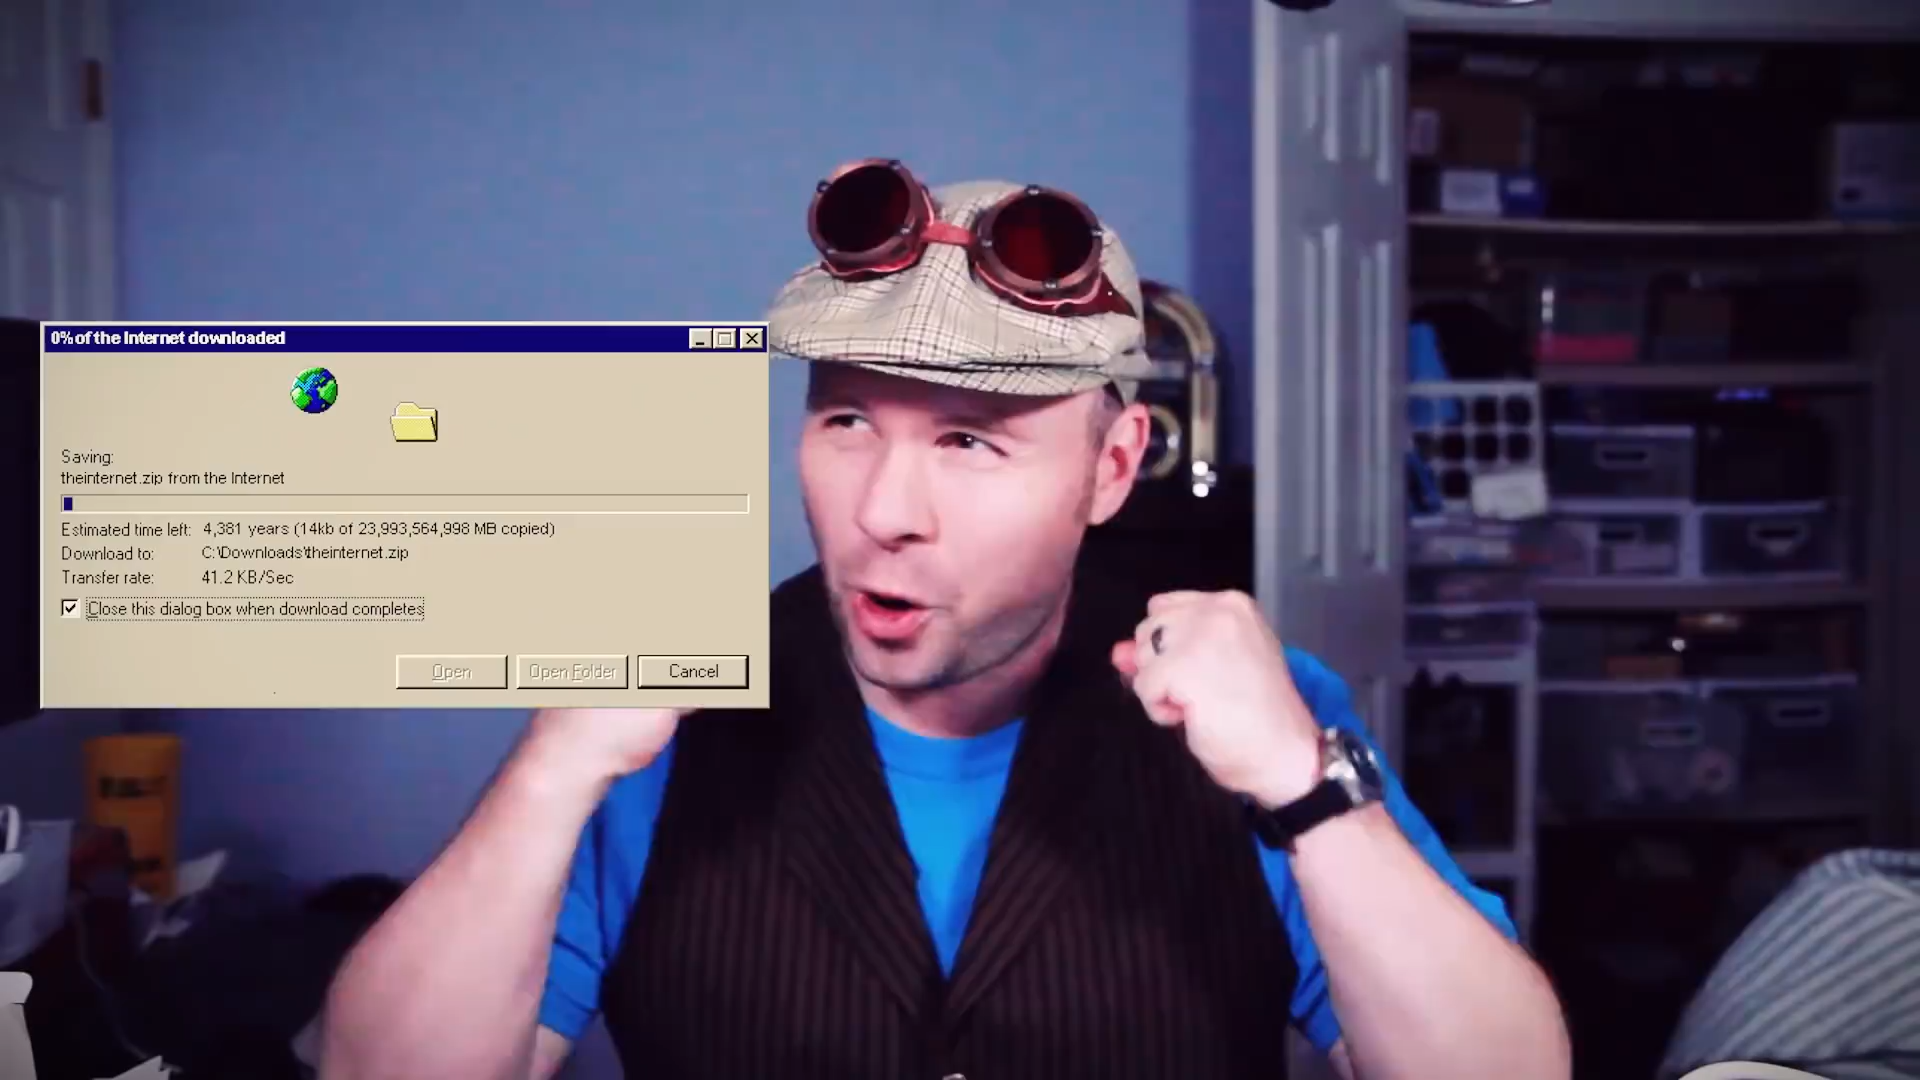 0% of the Internet downloaded
Saving:
theinternet.zip from the Internet
Estimated time left: 4,381 years (14kb of 23,993,564,998 MB copied)
Download to: C:\Downloads\theinternet.zip
Transfer rate: 41.2 KB/Sec
Close this dialog box when download completes
Open Open Folder Cancel